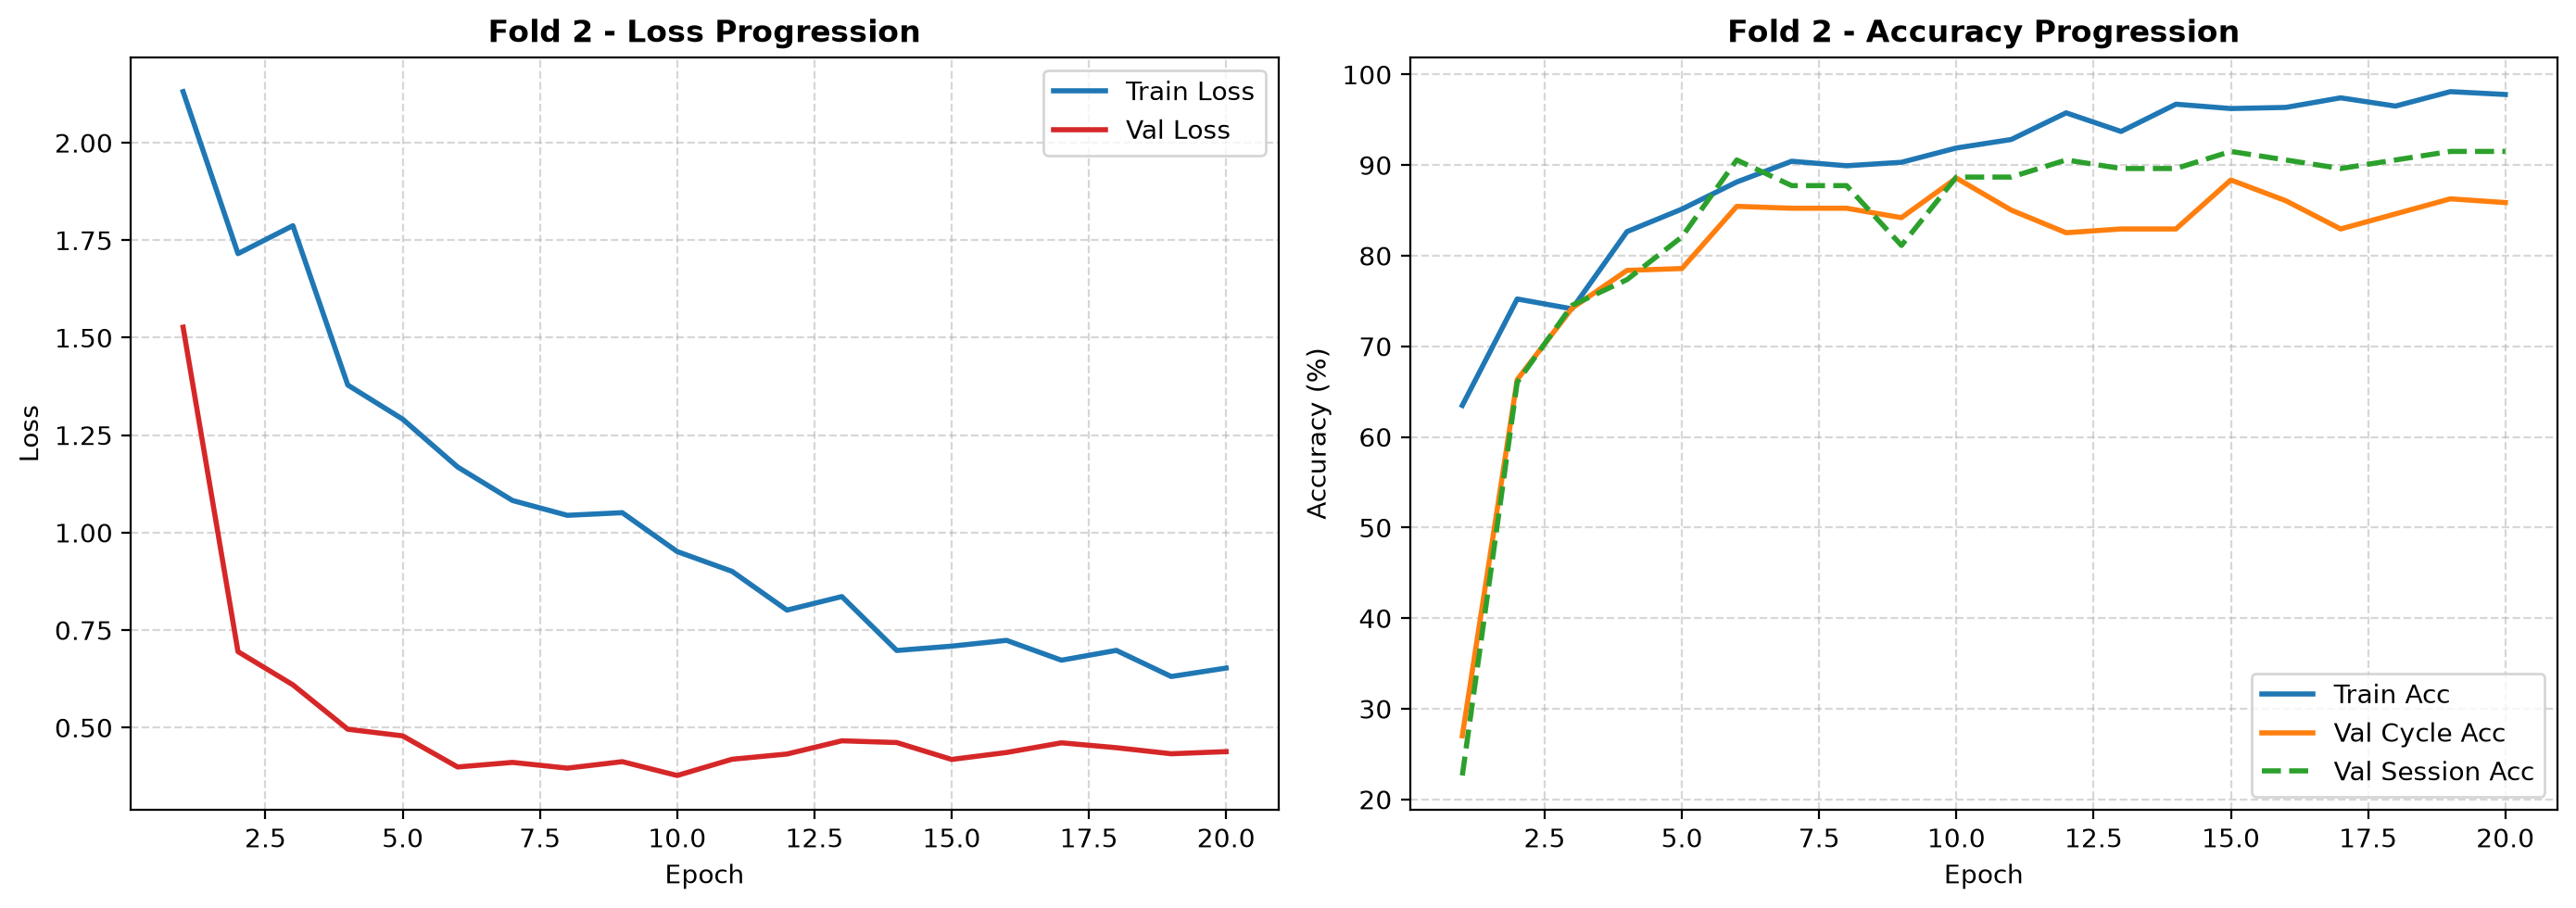 Fold 2 - Loss Progression
Loss
2.00
1.75
1.50
1.25
1.00
0.75
0.50
Train Loss
Val Loss
2.5 5.0 7.5 10.0 12.5 15.0 17.5 20.0
Epoch
Fold 2 - Accuracy Progression
Accuracy (%)
100
90
80
70
60
50
40
30
20
Train Acc
Val Cycle Acc
Val Session Acc
2.5 5.0 7.5 10.0 12.5 15.0 17.5 20.0
Epoch